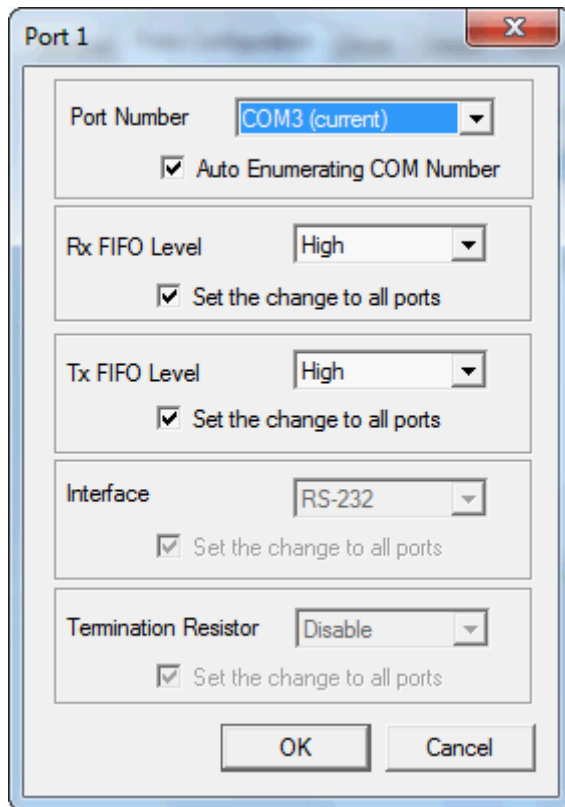 Port 1
Port Number COM3 (current)
Auto Enumerating COM Number
Rx FIFO Level High
Set the change to all ports
Tx FIFO Level High
Set the change to all ports
Interface RS-232
Set the change to all ports
Termination Resistor Disable
Set the change to all ports
OK Cancel